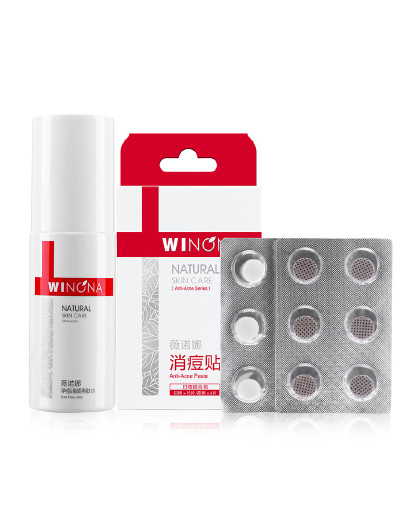 WINONA
NATURAL
SKIN CARE
薇诺娜
WINONA
NATURAL
SKIN CARE
( Anti-Acne Series )
薇诺娜
消痘贴
Anti-Acne Paste